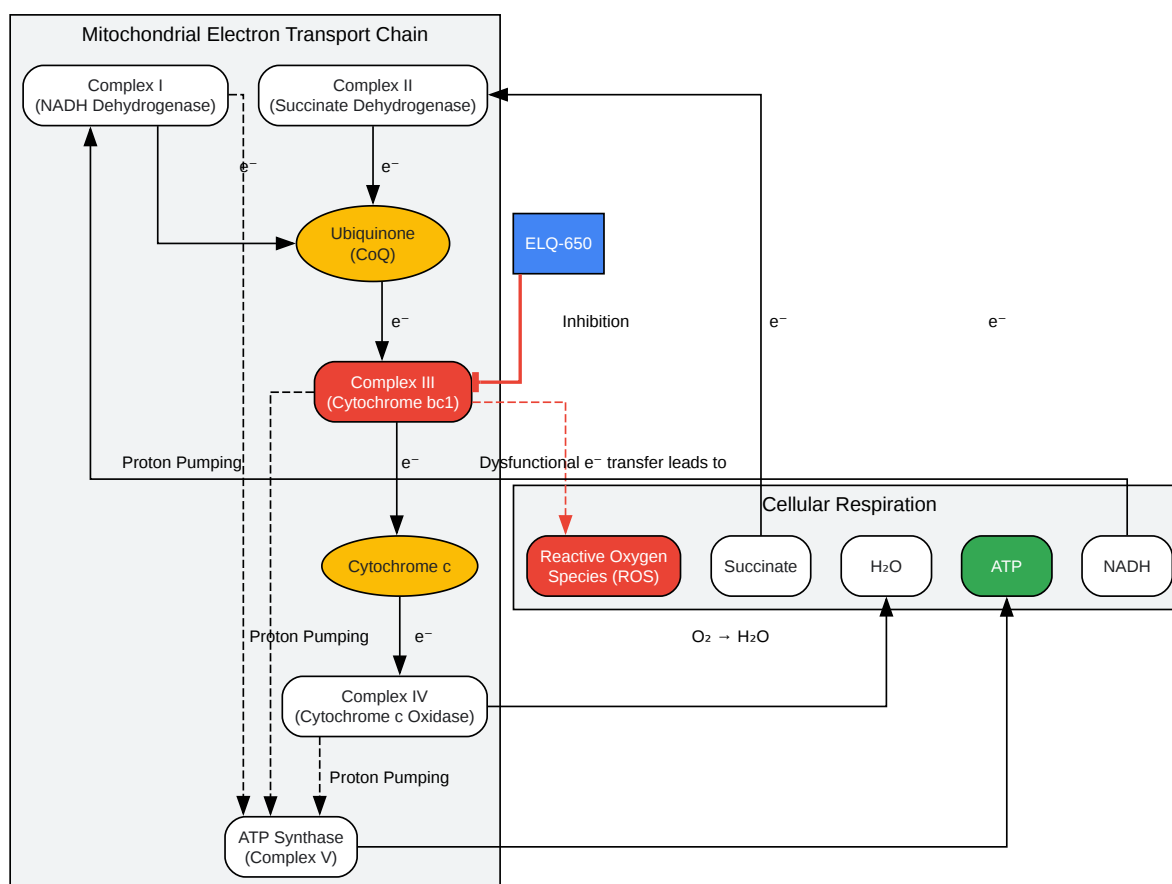 Mitochondrial Electron Transport Chain
Complex I
(NADH Dehydrogenase)
Complex II
(Succinate Dehydrogenase)
e⁻
e⁻
Ubiquinone
(CoQ)
ELQ-650
e⁻
Inhibition
e⁻
e⁻
Complex III
(Cytochrome bc1)
Proton Pumping
e⁻
Dysfunctional e⁻ transfer leads to
Cellular Respiration
Cytochrome c
Reactive Oxygen
Species (ROS)
Succinate
H₂O
ATP
NADH
Proton Pumping
e⁻
O₂ → H₂O
Complex IV
(Cytochrome c Oxidase)
Proton Pumping
ATP Synthase
(Complex V)